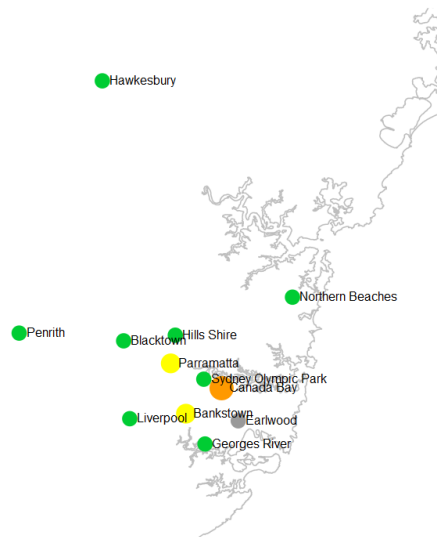 Hawkesbury
Northern Beaches
Penrith
Hills Shire
Blacktown
Parramatta
Sydney Olympic Park
Canada Bay
Bankstown
Liverpool
Earlwood
Georges River